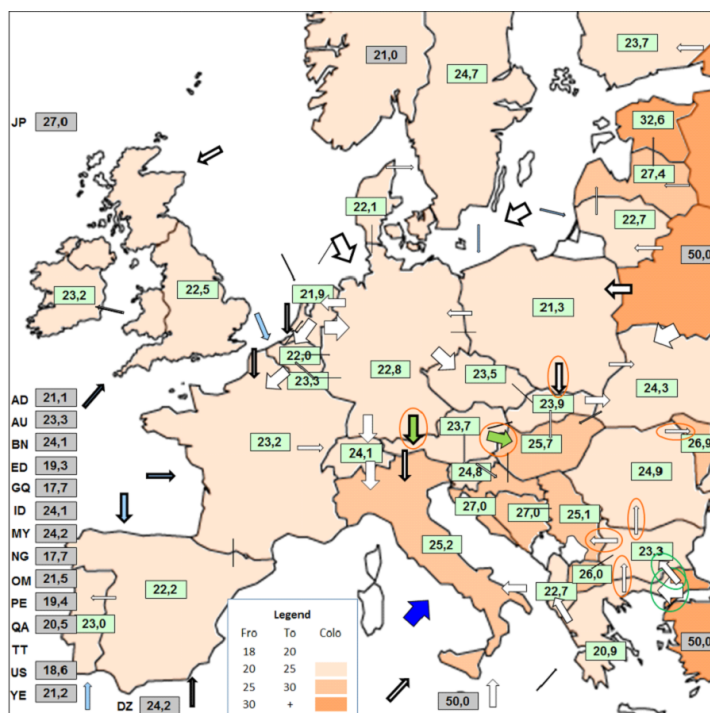 23,7
21,0
24,7
JP 27,0
32,6
27,4
22,1
22,7
50,0
23,2
22,5
21,9
21,3
22,0
23,3
22,8
23,5
24,3
AD 21,1
23,9
AU 23,3
23,2
23,7
25,7
26,9
BN 24,1
24,1
ED 19,3
24,8
24,9
GQ 17,7
ID 24,1
27,0
27,0
25,1
MY 24,2
NG 17,7
25,2
23,3
OM 21,5
26,0
PE 19,4
22,2
22,7
QA 20,5
23,0
50,0
TT
20,9
US 18,6
YE 21,2
DZ 24,2
50,0
Legend
Fro To Colo
18 20
20 25
25 30
30 +